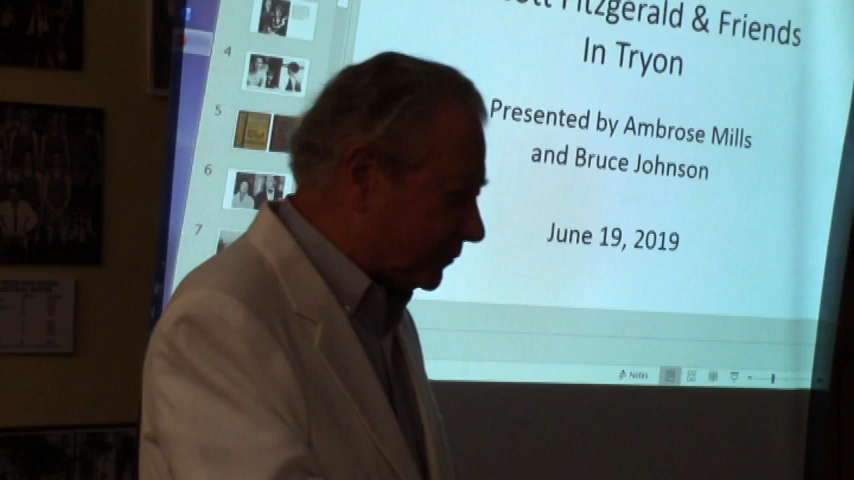 Fitzgerald & Friends
In Tryon
Presented by Ambrose Mills
and Bruce Johnson
June 19, 2019
4
5
6
7
Notes